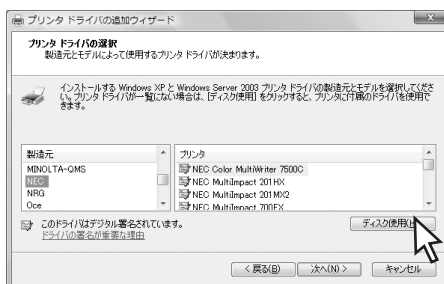 プリンタ ドライバの追加ウィザード
プリンタ ドライバの選択
製造元とモデルによって使用するプリンタ ドライバが決まります。
インストールする Windows XP と Windows Server 2003 プリンタ ドライバの製造元とモデルを選択してくださ
い。プリンタ ドライバが一覧にない場合は、[ディスク使用] をクリックすると、プリンタに付属のドライバを使用で
きます。
製造元
MINOLTA-QMS
NEC
NRG
Oce
プリンタ
NEC Color MultiWriter 7500C
NEC MultiImpact 201HX
NEC MultiImpact 201MX2
NEC MultiImpact 700EX
このドライバはデジタル署名されています。
ドライバの署名が重要な理由
ディスク使用(H)...
< 戻る(B)
次へ(N) >
キャンセル